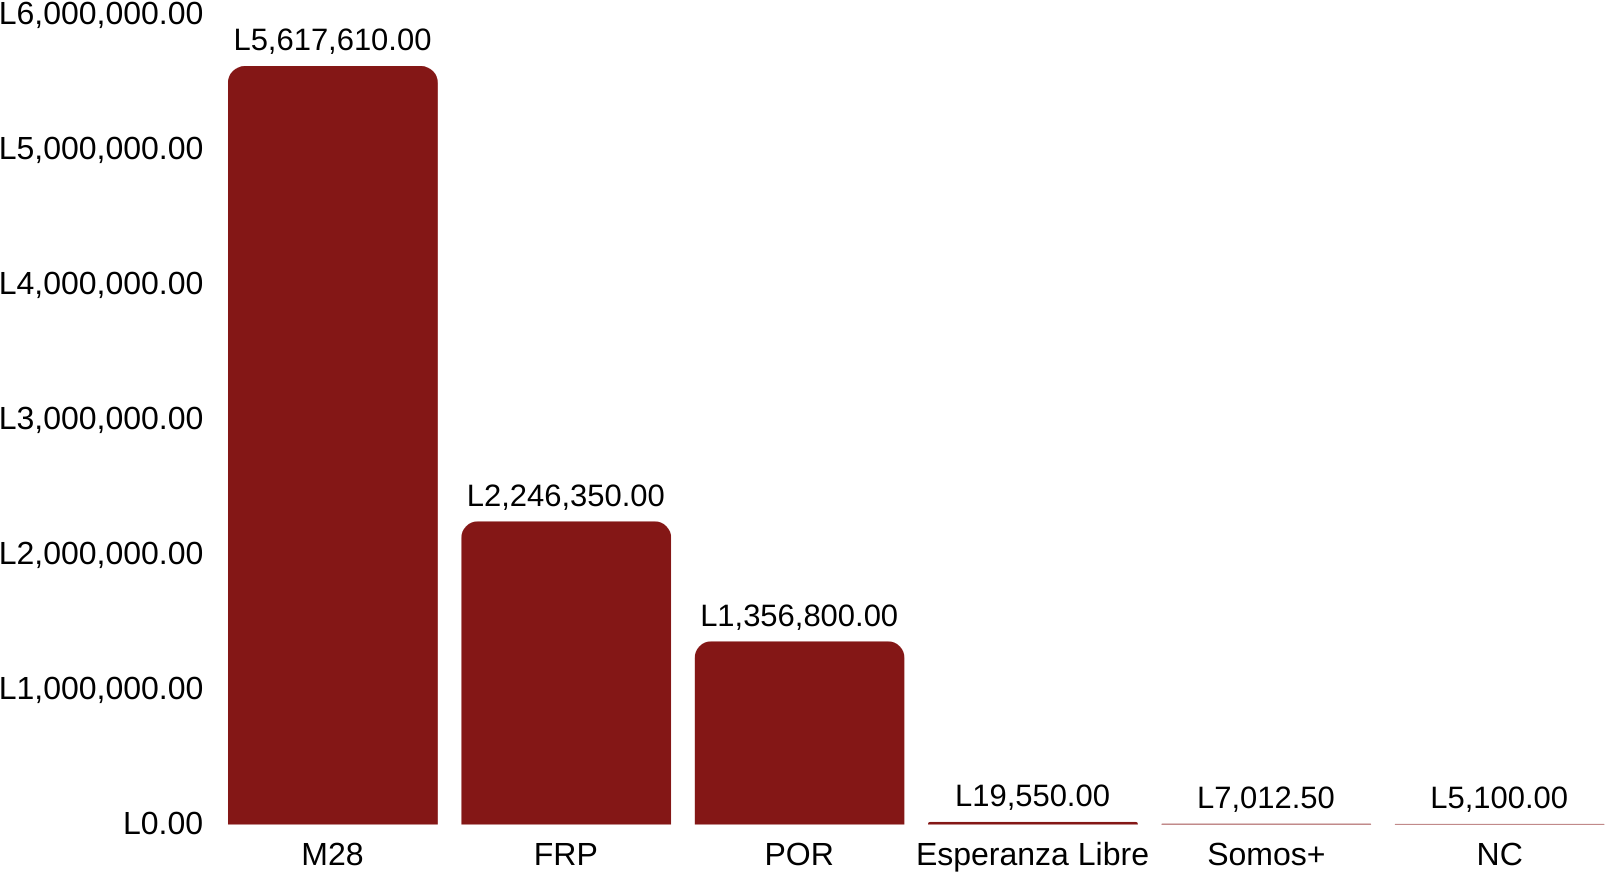 L6,000,000.00
L5,617,610.00
L5,000,000.00
L4,000,000.00
L3,000,000.00
L2,246,350.00
L2,000,000.00
L1,356,800.00
L1,000,000.00
L19,550.00
L7,012.50
L5,100.00
L0.00
M28
FRP
POR
Esperanza Libre
Somos+
NC